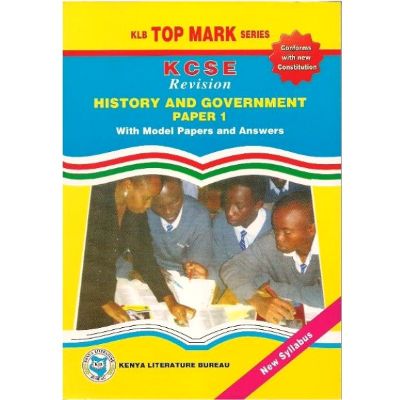 KLB TOP MARK SERIES
Conforms
with new
Constitution
KCSE
Revision
HISTORY AND GOVERNMENT
PAPER 1
With Model Papers and Answers
New Syllabus
KENYA LITERATURE BUREAU